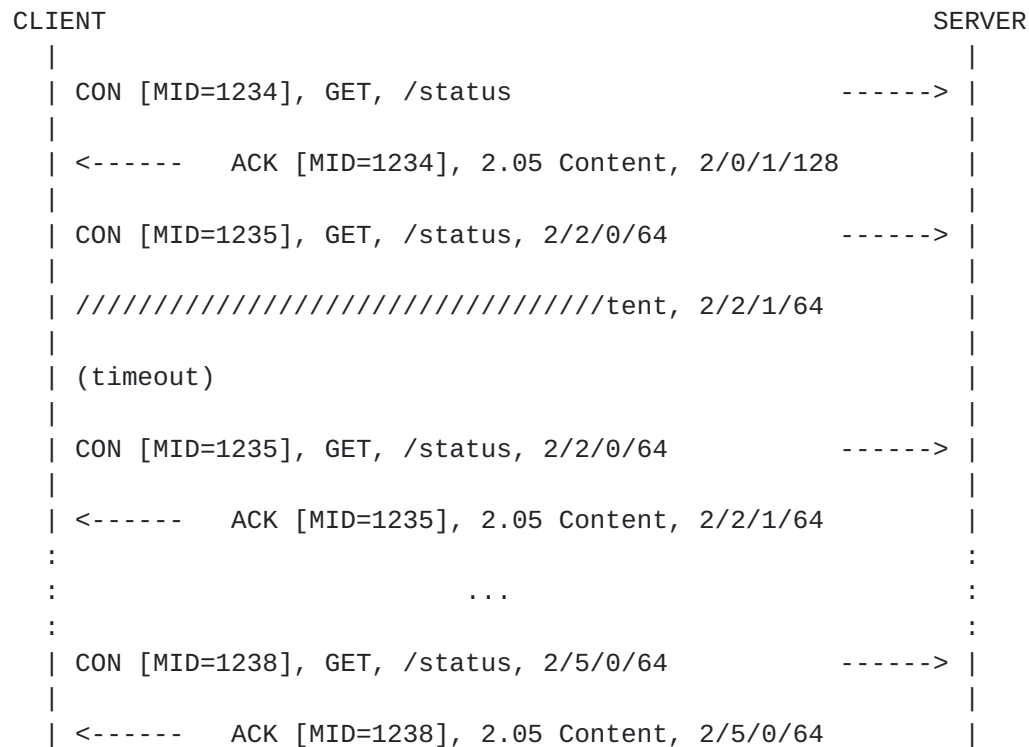 CLIENT                                                     SERVER
  |                                                          |
  | CON [MID=1234], GET, /status                     ------> |
  |                                                          |
  | <------   ACK [MID=1234], 2.05 Content, 2/0/1/128        |
  |                                                          |
  | CON [MID=1235], GET, /status, 2/2/0/64           ------> |
  |                                                          |
  | //////////////////////////////////tent, 2/2/1/64         |
  |                                                          |
  | (timeout)                                                |
  |                                                          |
  | CON [MID=1235], GET, /status, 2/2/0/64           ------> |
  |                                                          |
  | <------   ACK [MID=1235], 2.05 Content, 2/2/1/64         |
  :                                                          :
  :                          ...                             :
  :                                                          :
  | CON [MID=1238], GET, /status, 2/5/0/64           ------> |
  |                                                          |
  | <------   ACK [MID=1238], 2.05 Content, 2/5/0/64         |